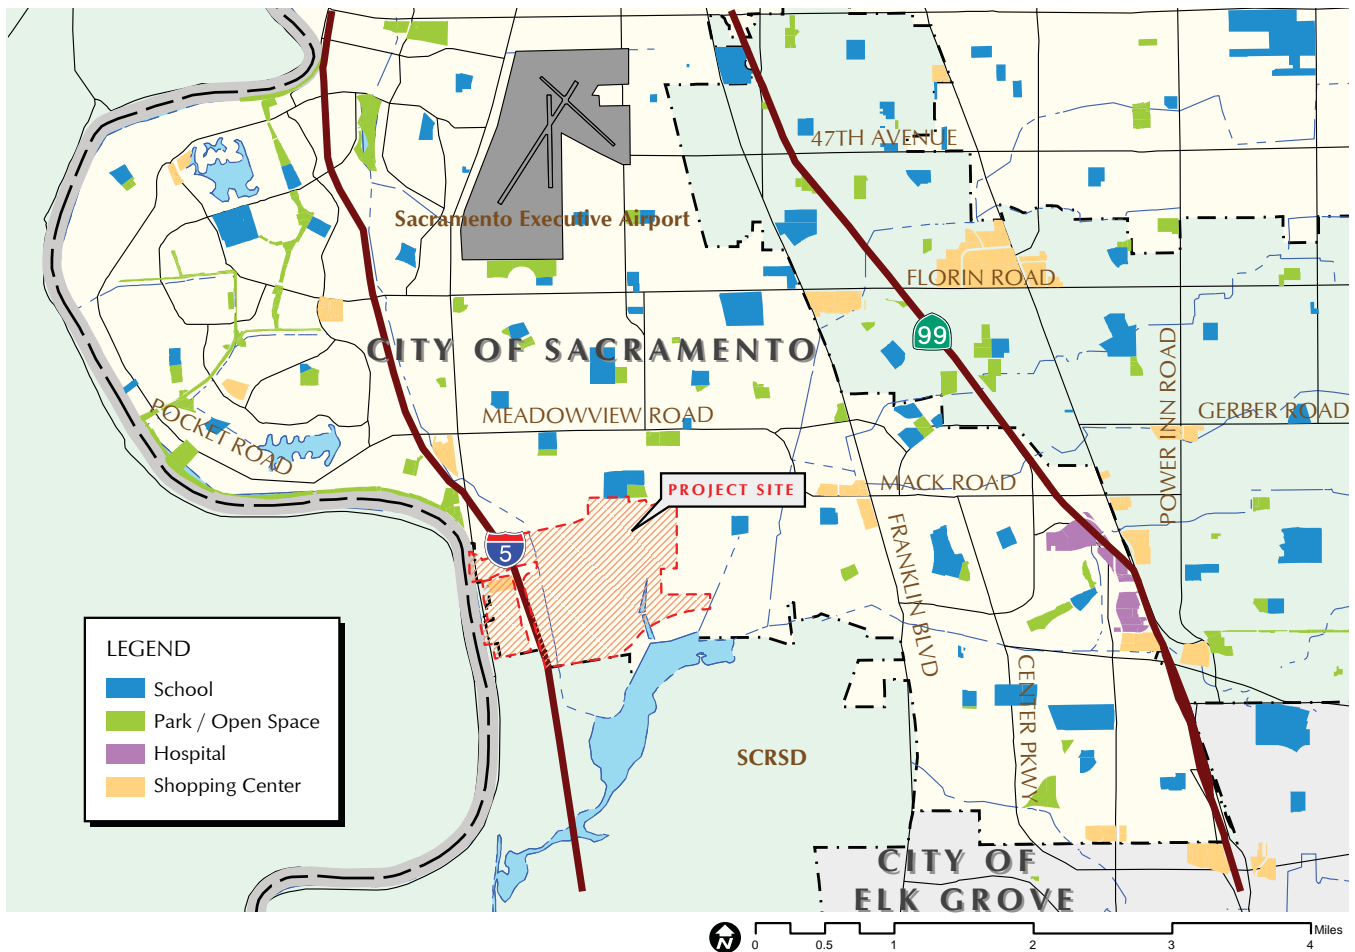 47TH AVENUE
Sacramento Executive Airport
FLORIN ROAD
99
CITY OF SACRAMENTO
POWER INN ROAD
MEADOWVIEW ROAD
GERBER ROAD
POCKET ROAD
MACK ROAD
PROJECT SITE
FRANKLIN BLVD
5
CENTER PKWY
LEGEND
School
Park / Open Space
Hospital
Shopping Center
SCRSD
CITY OF
ELK GROVE
N
0 0.5 1 2 3 4 Miles